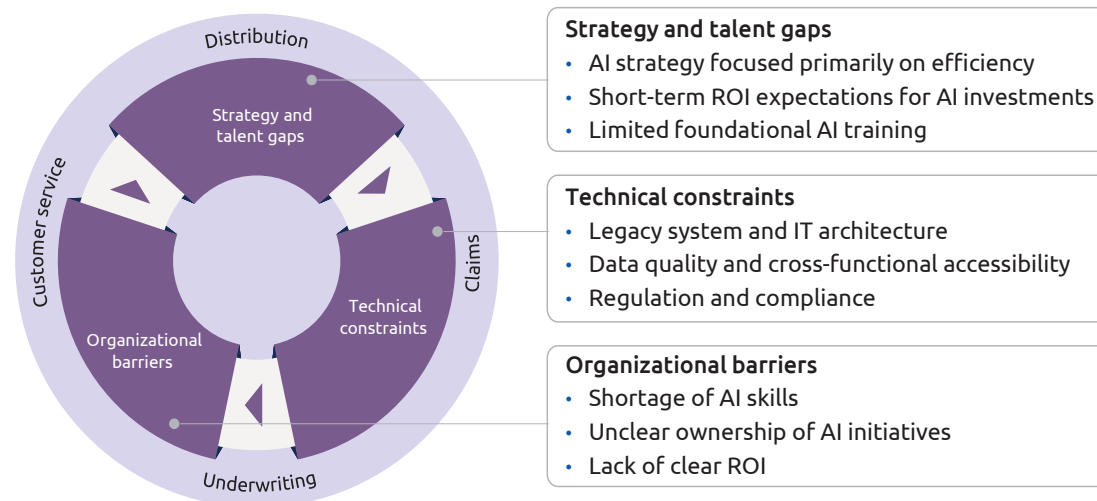 Distribution
Customer service
Claims
Underwriting
Strategy and
talent gaps
Technical
constraints
Organizational
barriers
Strategy and talent gaps
• AI strategy focused primarily on efficiency
• Short-term ROI expectations for AI investments
• Limited foundational AI training
Technical constraints
• Legacy system and IT architecture
• Data quality and cross-functional accessibility
• Regulation and compliance
Organizational barriers
• Shortage of AI skills
• Unclear ownership of AI initiatives
• Lack of clear ROI